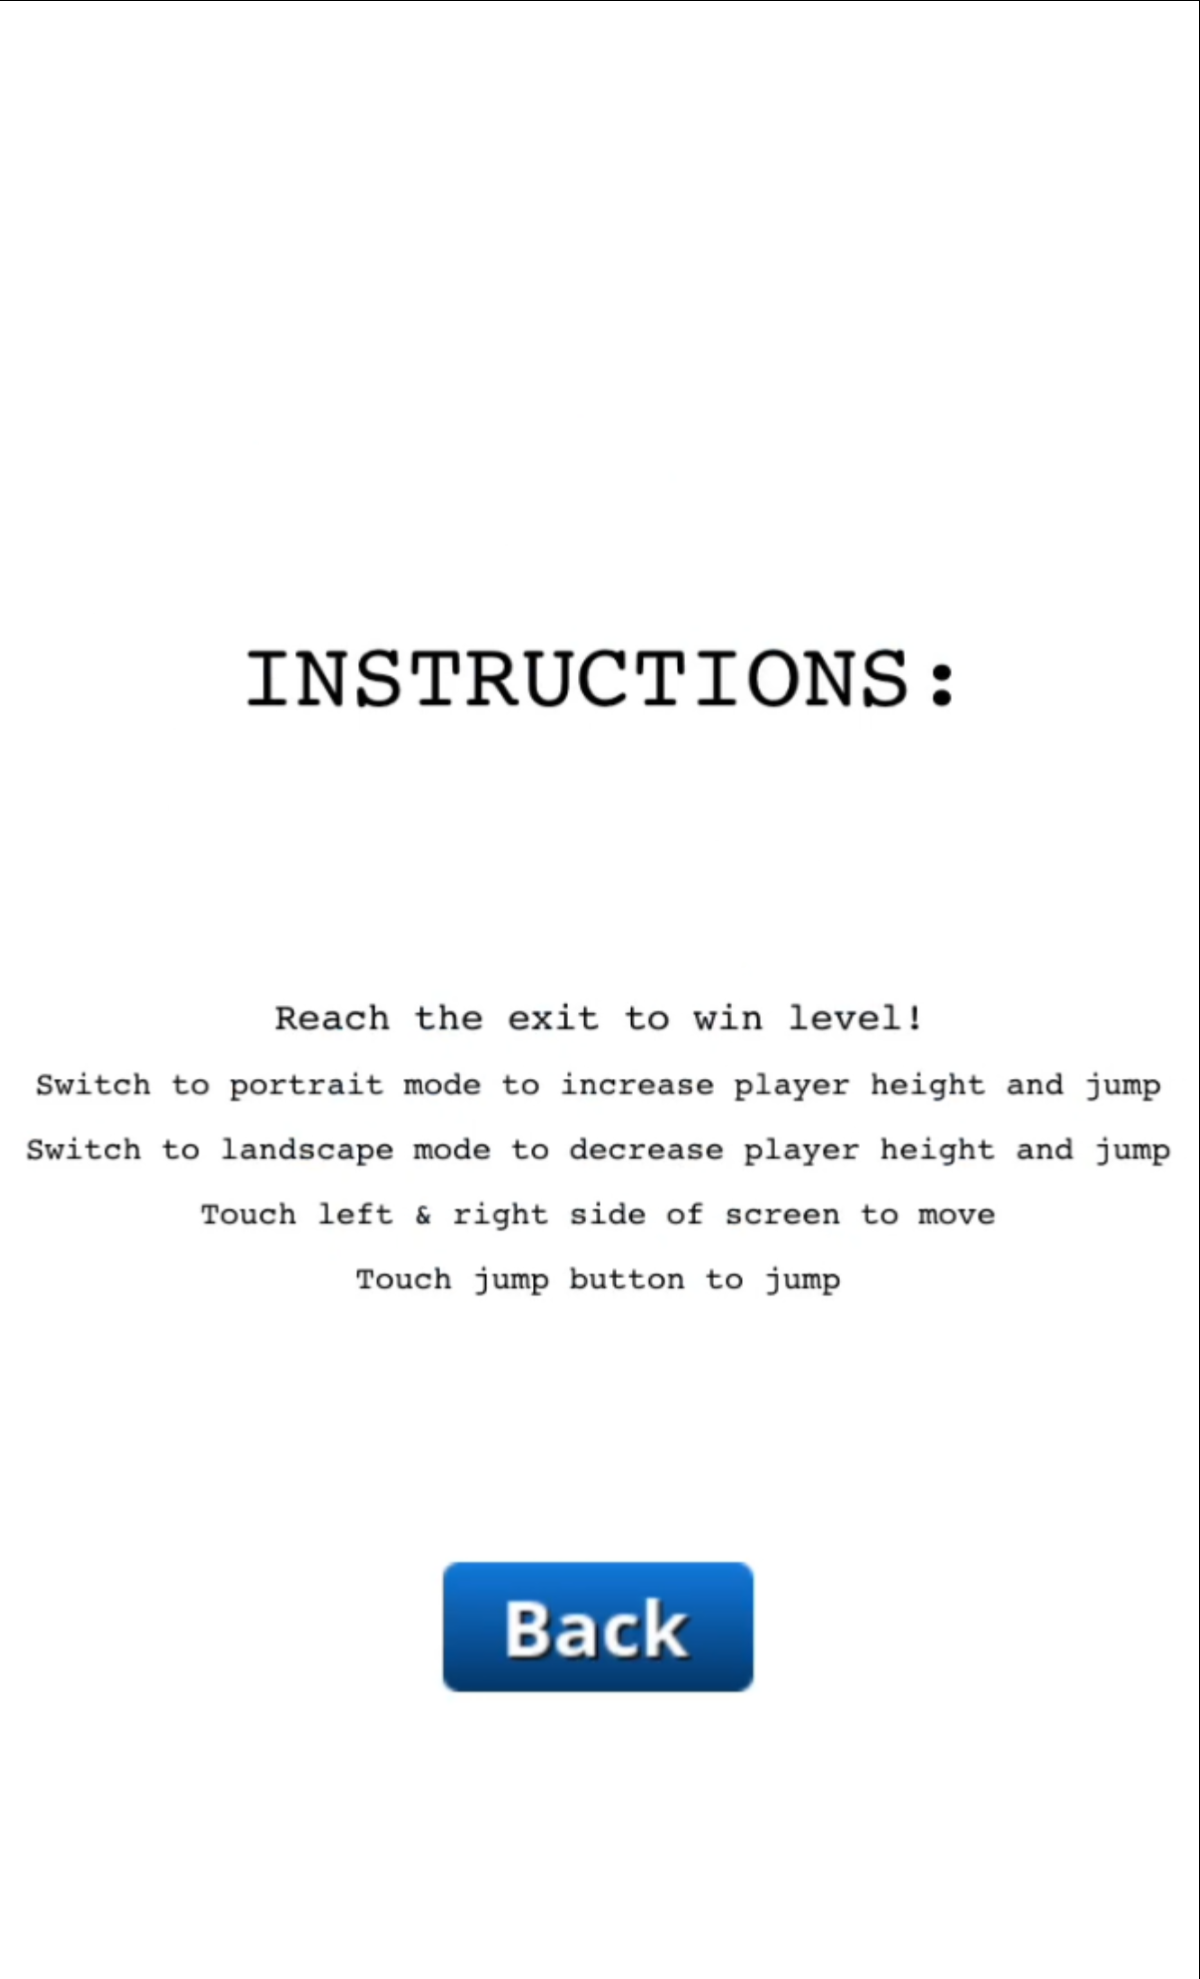 INSTRUCTIONS:
Reach the exit to win level!
Switch to portrait mode to increase player height and jump
Switch to landscape mode to decrease player height and jump
Touch left & right side of screen to move
Touch jump button to jump
Back